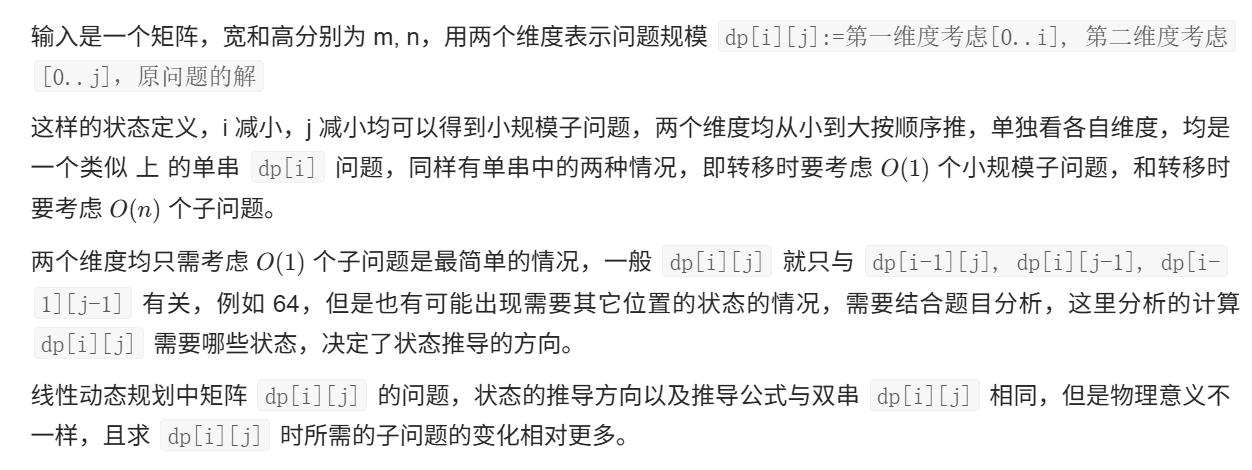 输入是一个矩阵，宽和高分别为 m, n，用两个维度表示问题规模 dp[i][j]:=第一维度考虑[0..i], 第二维度考虑
[0..j]，原问题的解
这样的状态定义，i 减小，j 减小均可以得到小规模子问题，两个维度均从小到大按顺序推，单独看各自维度，均是
一个类似 上 的单串 dp[i] 问题，同样有单串中的两种情况，即转移时要考虑 O(1) 个小规模子问题，和转移时
要考虑 O(n) 个子问题。
两个维度均只需考虑 O(1) 个子问题是最简单的情况，一般 dp[i][j] 就只与 dp[i-1][j], dp[i][j-1], dp[i-
1][j-1] 有关，例如 64，但是也有可能出现需要其它位置的状态的情况，需要结合题目分析，这里分析的计算
dp[i][j] 需要哪些状态，决定了状态推导的方向。
线性动态规划中矩阵 dp[i][j] 的问题，状态的推导方向以及推导公式与双串 dp[i][j] 相同，但是物理意义不
一样，且求 dp[i][j] 时所需的子问题的变化相对更多。